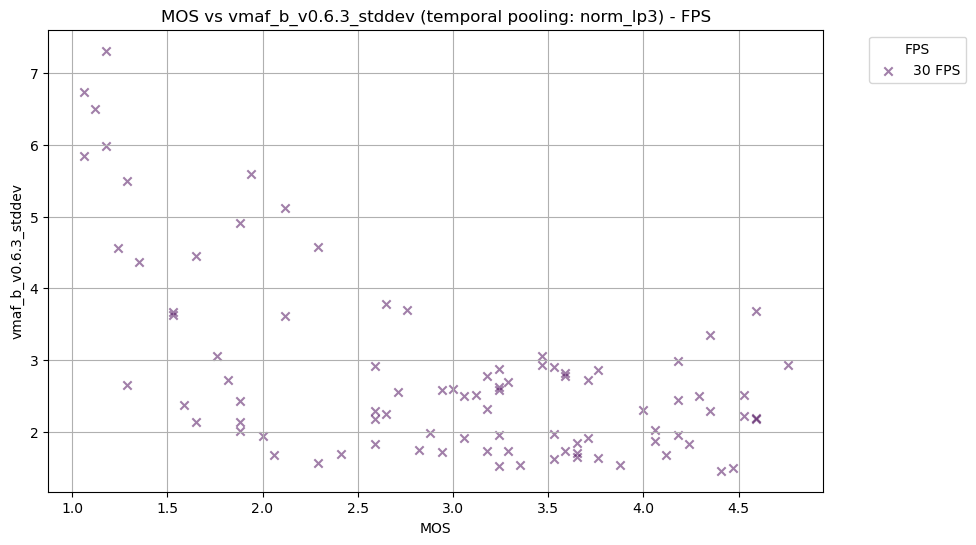 MOS vs vmaf_b_v0.6.3_stddev (temporal pooling: norm_lp3) - FPS
FPS
30 FPS
vmaf_b_v0.6.3_stddev
7
6
5
4
3
2
1.0 1.5 2.0 2.5 3.0 3.5 4.0 4.5
MOS